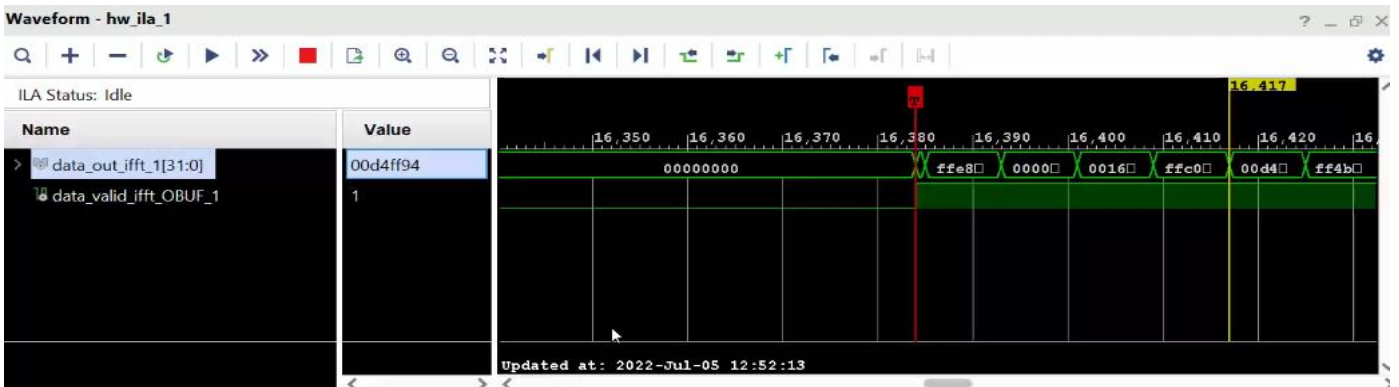 Waveform - hw_ila_1
ILA Status: Idle
Name Value
data_out_ifft_1[31:0] 00d4ff94
data_valid_ifft_OBUF_1 1
16,417
T
16,350 16,360 16,370 16,380 16,390 16,400 16,410 16,420 16,
00000000 ffe8 0000 0016 ffc0 00d4 ff4b
Updated at: 2022-Jul-05 12:52:13